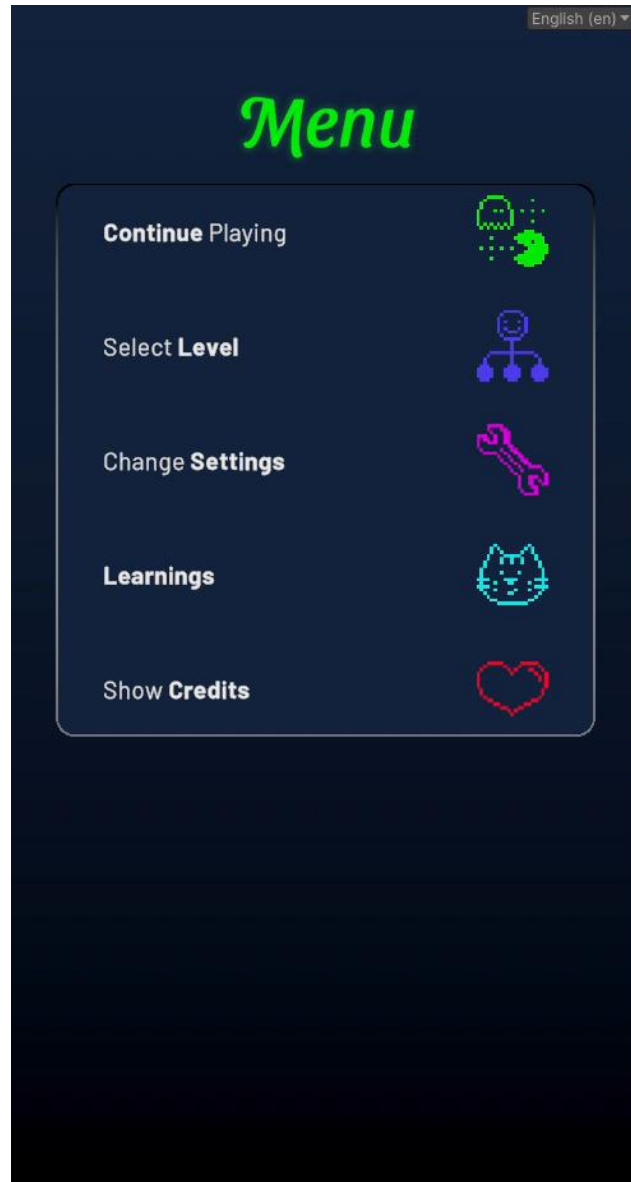 English (en)
Menu
Continue Playing
Select Level
Change Settings
Learnings
Show Credits